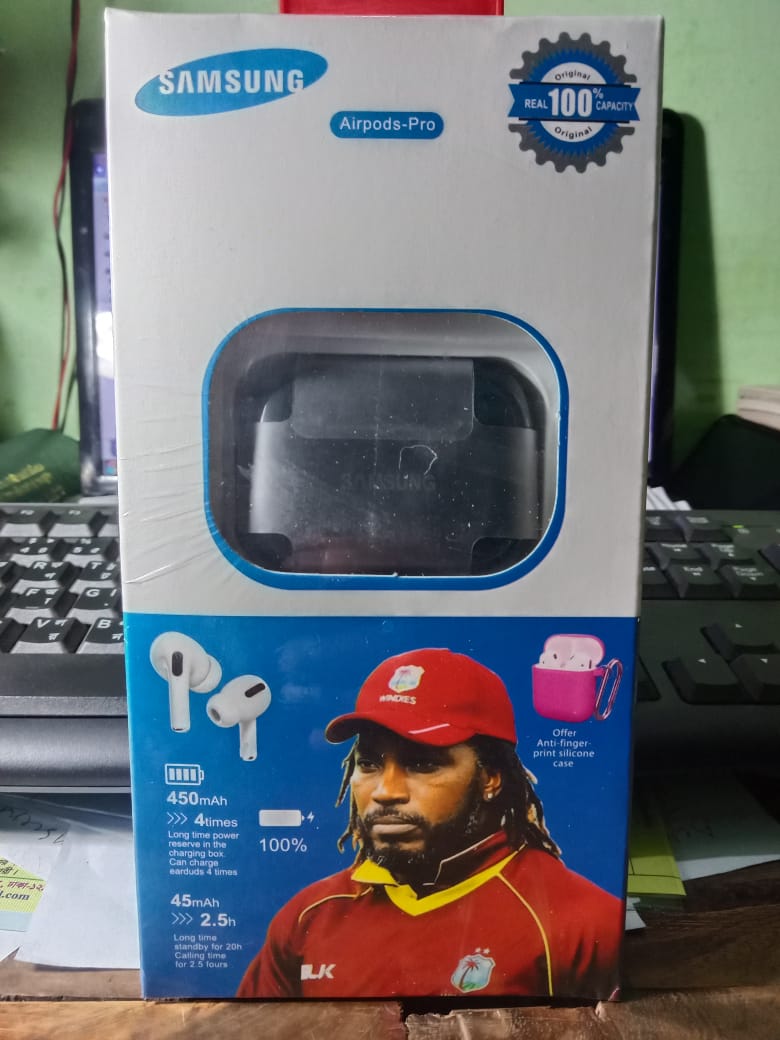 SAMSUNG
Airpods-Pro
Original
REAL 100% CAPACITY
Original
SAMSUNG
WINDIES
Offer
Anti-finger-
print silicone
case
450mAh
>>> 4times
Long time power
reserve in the
charging box.
Can charge
earduds 4 times
100%
45mAh
>>> 2.5h
Long time
standby for 20h
Cailing time
for 2.5 fours
BLK